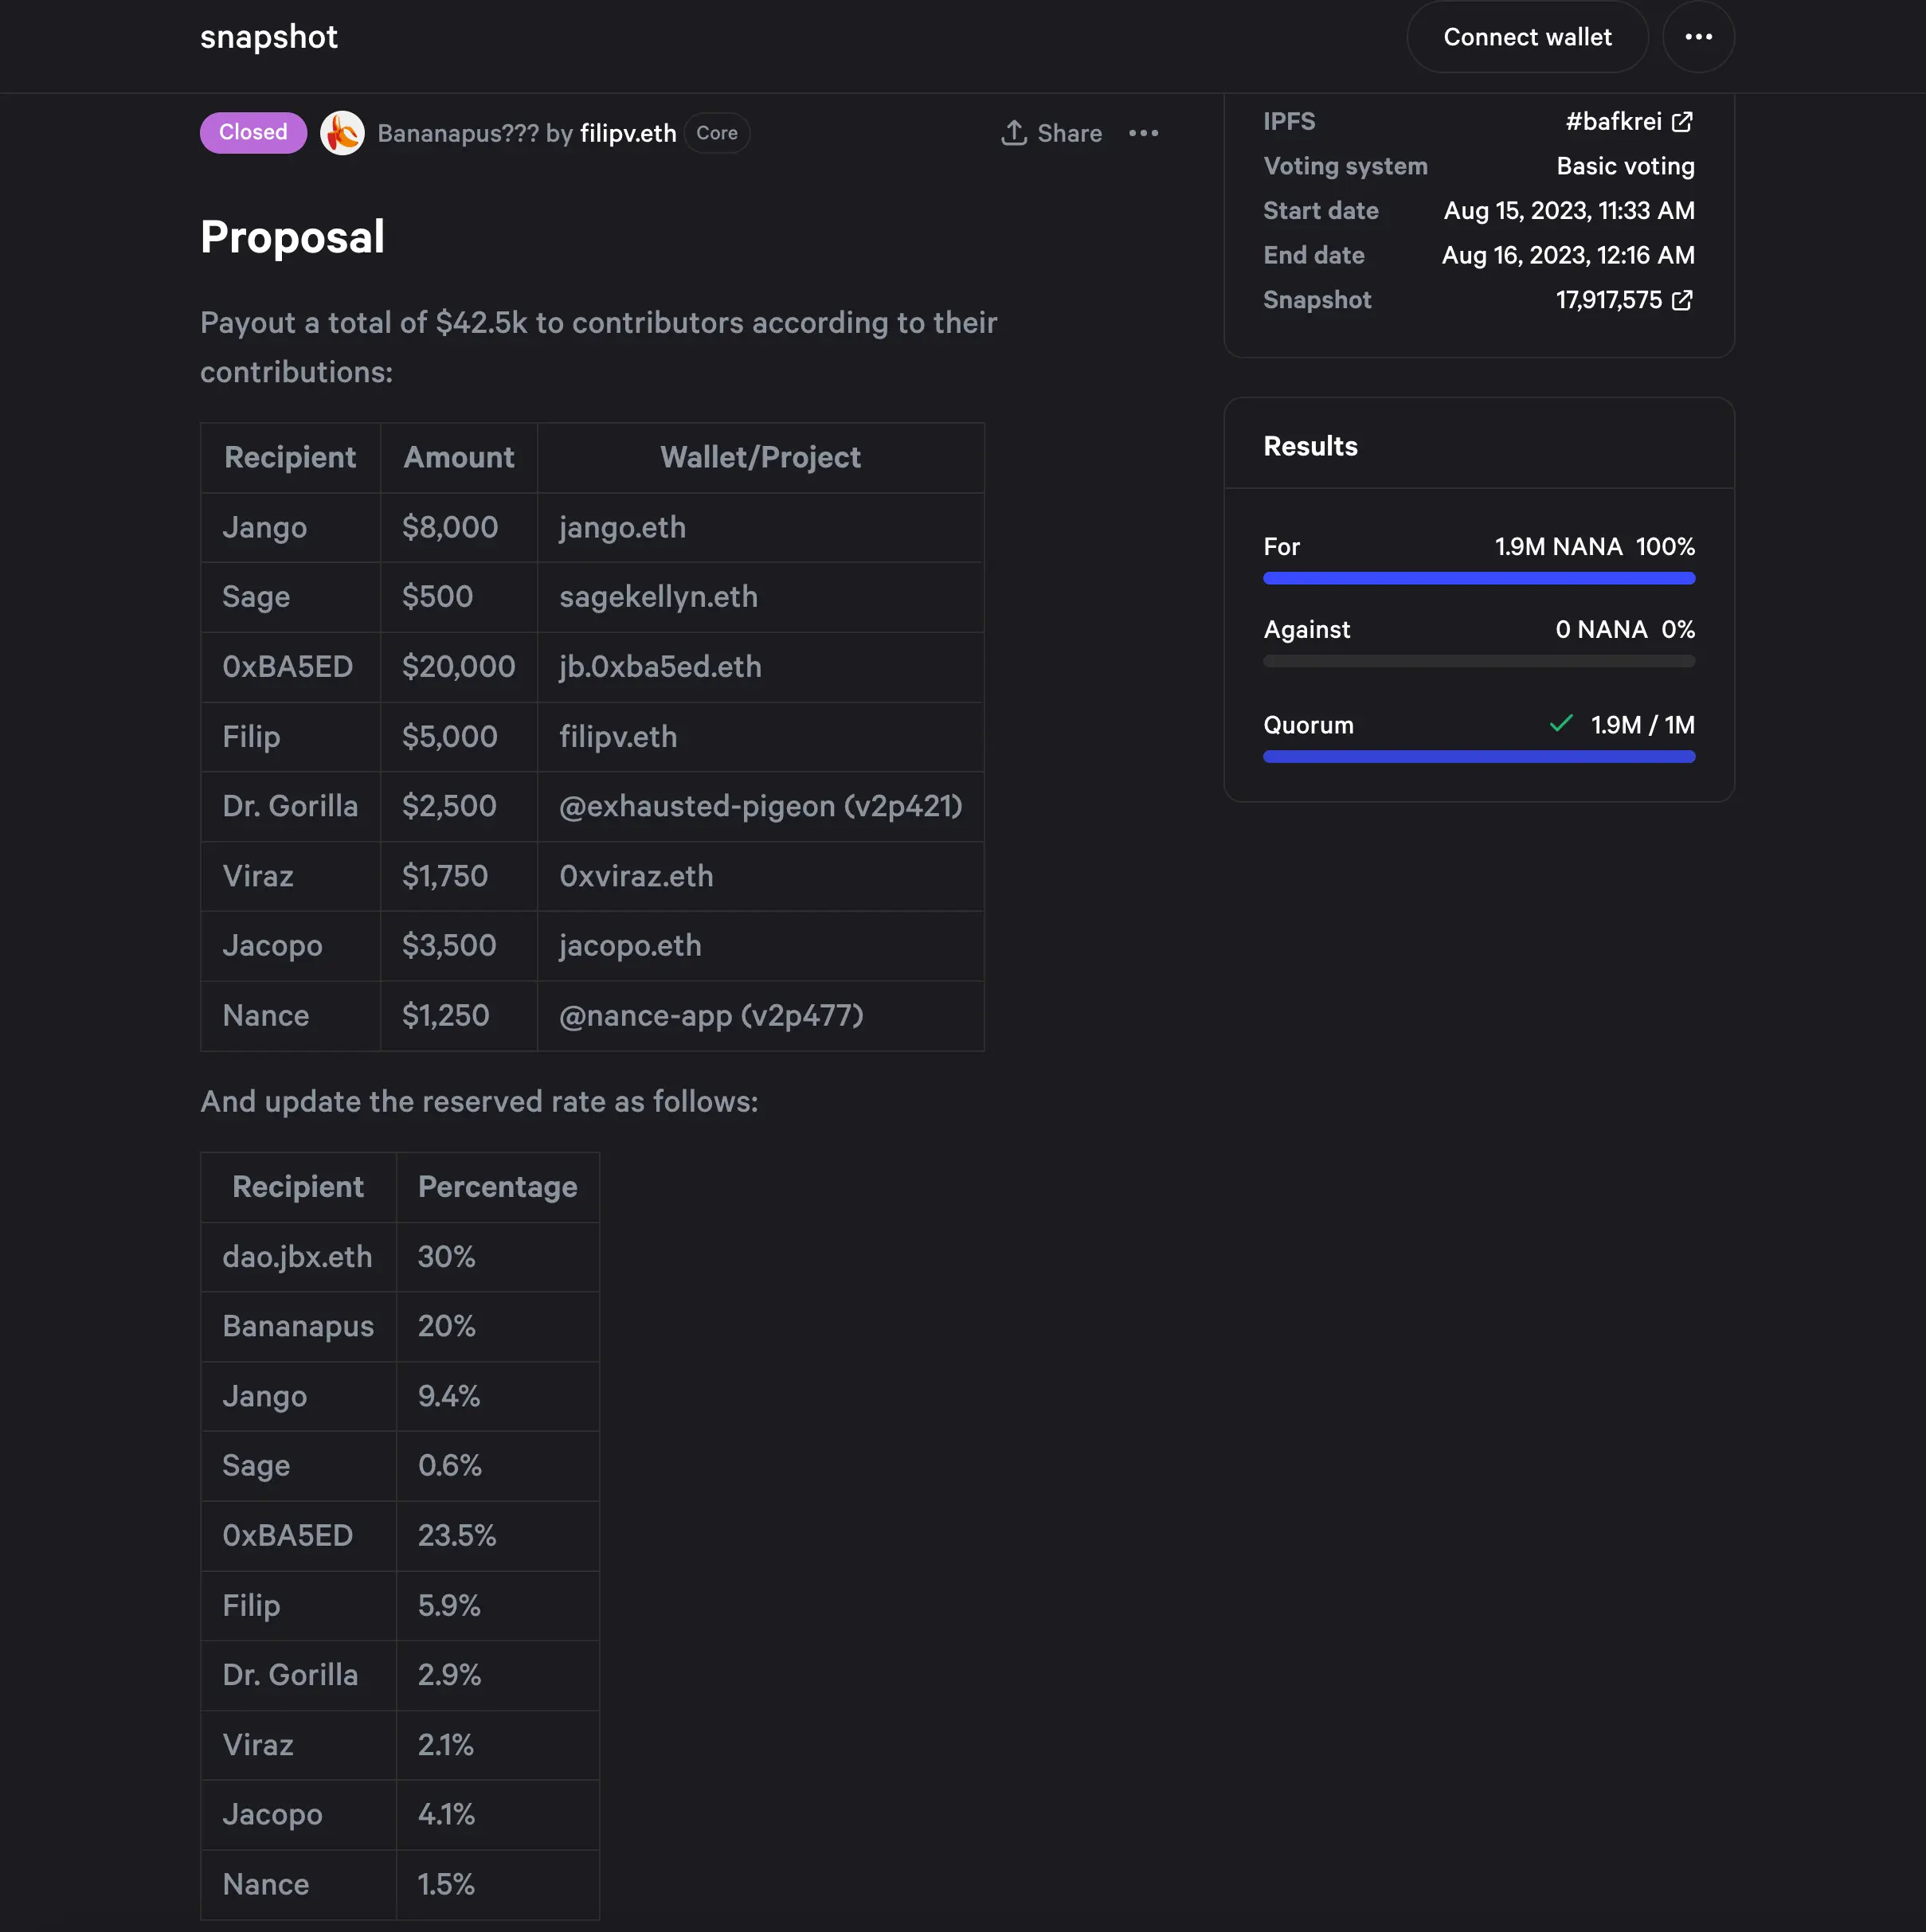 snapshot
Connect wallet
Closed Bananapus??? by filipv.eth Core Share
Proposal
Payout a total of $42.5k to contributors according to their
contributions:
Recipient Amount Wallet/Project
Jango $8,000 jango.eth
Sage $500 sagekellyn.eth
0xBA5ED $20,000 jb.0xba5ed.eth
Filip $5,000 filipv.eth
Dr. Gorilla $2,500 @exhausted-pigeon (v2p421)
Viraz $1,750 0xviraz.eth
Jacopo $3,500 jacopo.eth
Nance $1,250 @nance-app (v2p477)
And update the reserved rate as follows:
Recipient Percentage
dao.jbx.eth 30%
Bananapus 20%
Jango 9.4%
Sage 0.6%
0xBA5ED 23.5%
Filip 5.9%
Dr. Gorilla 2.9%
Viraz 2.1%
Jacopo 4.1%
Nance 1.5%
IPFS #bafkrei
Voting system Basic voting
Start date Aug 15, 2023, 11:33 AM
End date Aug 16, 2023, 12:16 AM
Snapshot 17,917,575
Results
For 1.9M NANA 100%
Against 0 NANA 0%
Quorum 1.9M / 1M